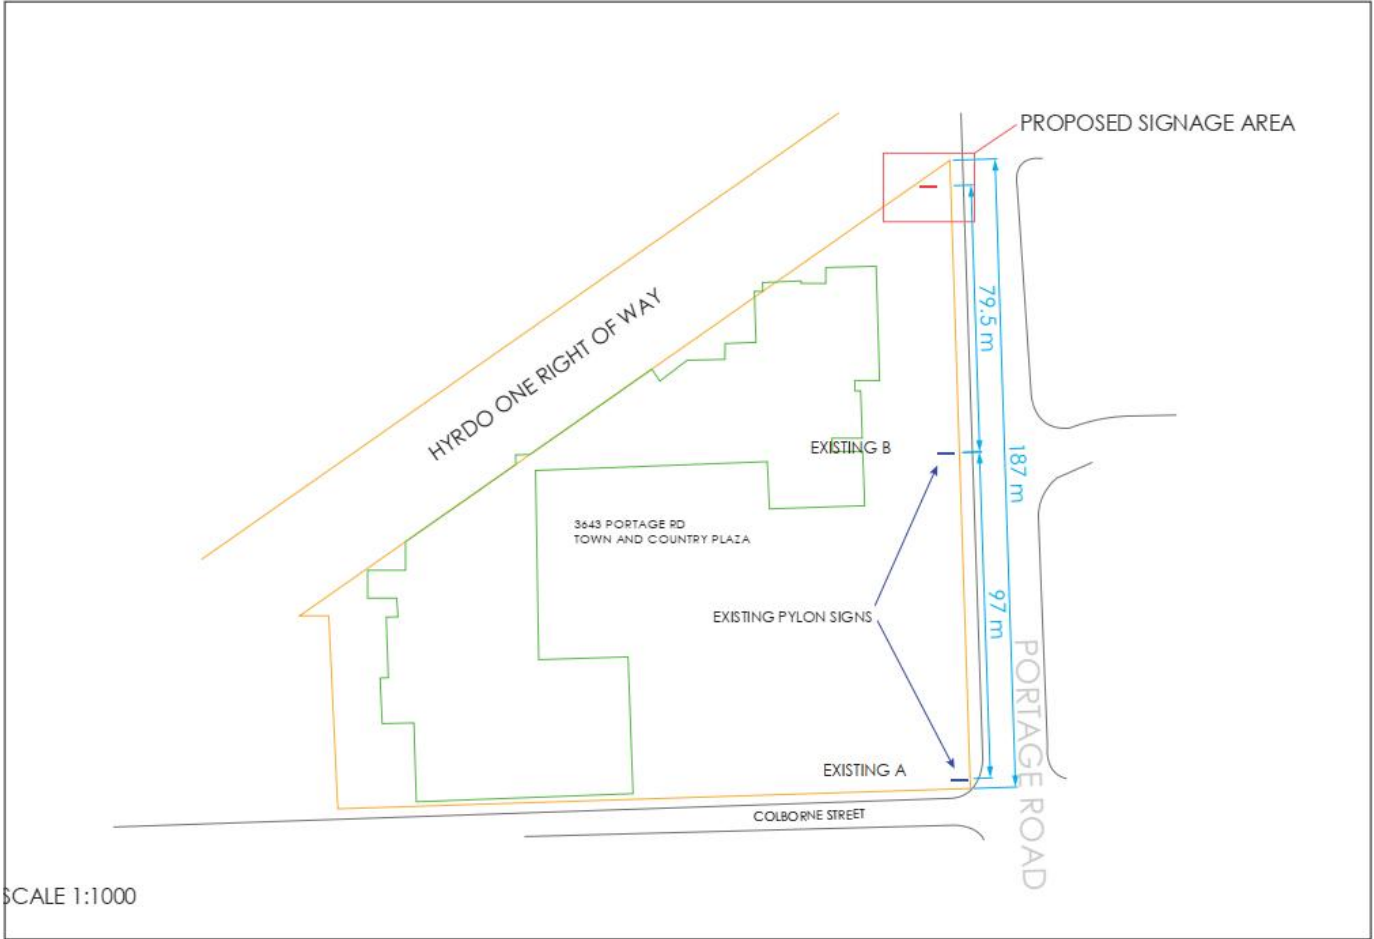 PROPOSED SIGNAGE AREA
HYRDO ONE RIGHT OF WAY
79.5 m
EXISTING B
187 m
3643 PORTAGE RD
TOWN AND COUNTRY PLAZA
97 m
EXISTING PYLON SIGNS
PORTAGE ROAD
EXISTING A
COLBORNE STREET
SCALE 1:1000